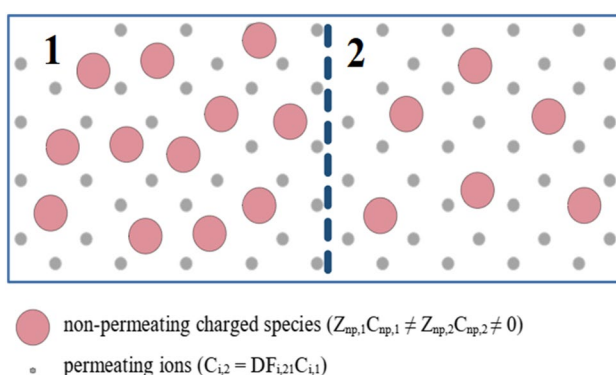 1
2
non-permeating charged species (Znp,1Cnp,1 ≠ Znp,2Cnp,2 ≠ 0)
permeating ions (Ci,2 = DFi,21Ci,1)